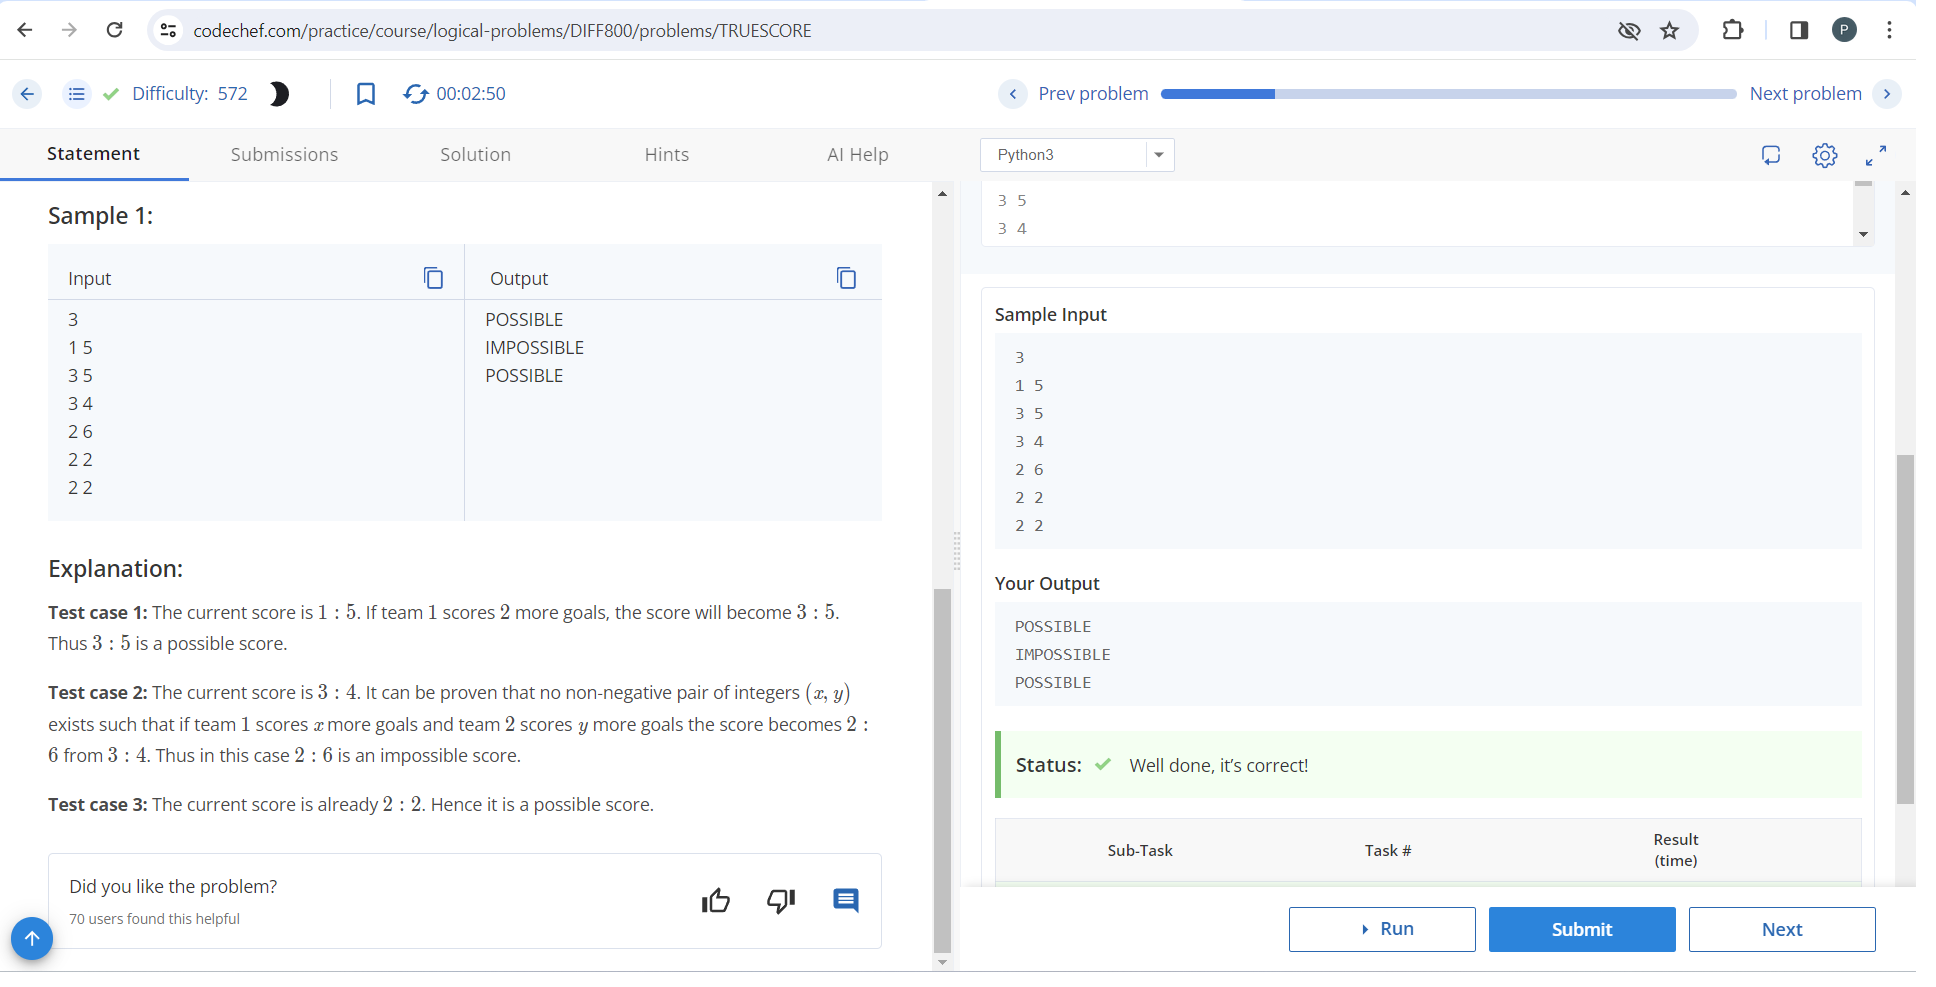 codechef.com/practice/course/logical-problems/DIFF800/problems/TRUESCORE
P
Difficulty: 572
00:02:50
Prev problem
Next problem
Statement
Submissions
Solution
Hints
AI Help
Python3
Sample 1:
Input
Output
3
1 5
3 5
3 4
2 6
2 2
2 2
POSSIBLE
IMPOSSIBLE
POSSIBLE
Explanation:
Test case 1: The current score is 1 : 5. If team 1 scores 2 more goals, the score will become 3 : 5.
Thus 3 : 5 is a possible score.
Test case 2: The current score is 3 : 4. It can be proven that no non-negative pair of integers (x, y)
exists such that if team 1 scores x more goals and team 2 scores y more goals the score becomes 2 :
6 from 3 : 4. Thus in this case 2 : 6 is an impossible score.
Test case 3: The current score is already 2 : 2. Hence it is a possible score.
Did you like the problem?
70 users found this helpful
3 5
3 4
Sample Input
3
1 5
3 5
3 4
2 6
2 2
2 2
Your Output
POSSIBLE
IMPOSSIBLE
POSSIBLE
Status: Well done, it's correct!
Sub-Task
Task #
Result
(time)
Run
Submit
Next